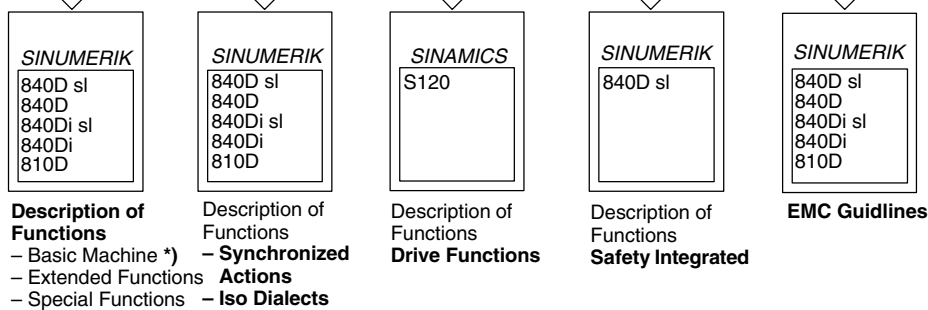 SINUMERIK
840D sl
840D
840Di sl
840Di
810D
Description of
Functions
– Basic Machine *)
– Extended Functions
– Special Functions
SINUMERIK
840D sl
840D
840Di sl
840Di
810D
Description of
Functions
– Synchronized
Actions
– Iso Dialects
SINAMICS
S120
Description of
Functions
Drive Functions
SINUMERIK
840D sl
Description of
Functions
Safety Integrated
SINUMERIK
840D sl
840D
840Di sl
840Di
810D
EMC Guidlines